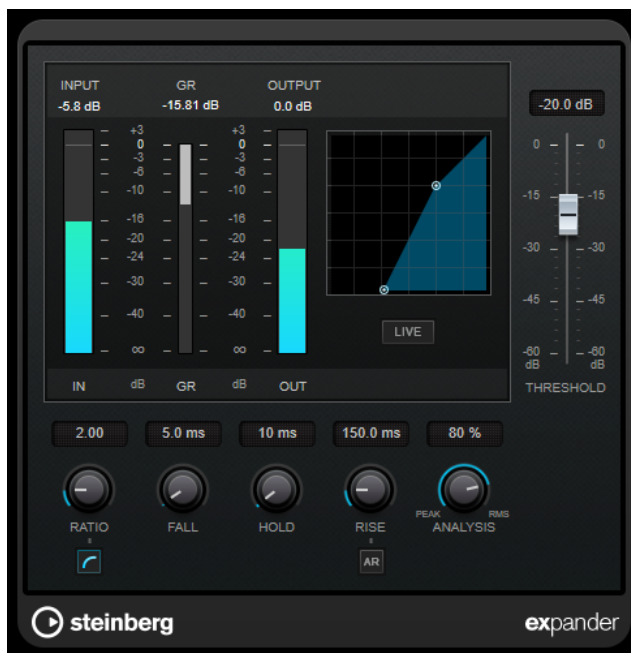 INPUT GR OUTPUT
-5.8 dB -15.81 dB 0.0 dB -20.0 dB
+3 +3
0 0 0 0
-3 -3
-6 -6
-10 -10 -15 -15
-16 -16
-20 -20
-24 -24 -30 -30
-30 -30
-40 -40 -45 -45
LIVE
∞ ∞ -60 -60
dB dB
IN dB GR dB OUT THRESHOLD
2.00 5.0 ms 10 ms 150.0 ms 80 %
PEAK RMS
RATIO FALL HOLD RISE ANALYSIS
AR
steinberg expander